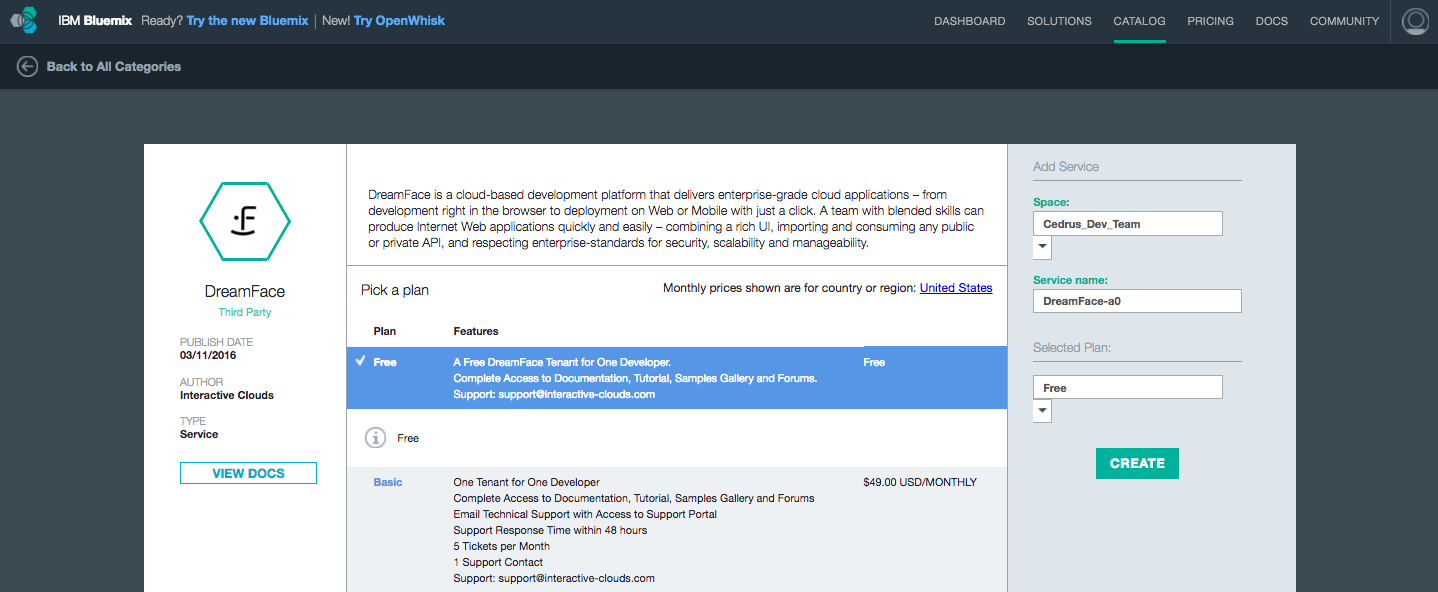 IBM Bluemix Ready? Try the new Bluemix | New! Try OpenWhisk
DASHBOARD SOLUTIONS CATALOG PRICING DOCS COMMUNITY
Back to All Categories
DreamFace
Third Party
PUBLISH DATE
03/11/2016
AUTHOR
Interactive Clouds
TYPE
Service
VIEW DOCS
DreamFace is a cloud-based development platform that delivers enterprise-grade cloud applications – from
development right in the browser to deployment on Web or Mobile with just a click. A team with blended skills can
produce Internet Web applications quickly and easily – combining a rich UI, importing and consuming any public
or private API, and respecting enterprise-standards for security, scalability and manageability.
Pick a plan
Monthly prices shown are for country or region: United States
Plan Features
Free A Free DreamFace Tenant for One Developer. Free
Complete Access to Documentation, Tutorial, Samples Gallery and Forums.
Support: support@interactive-clouds.com
Free
Basic One Tenant for One Developer $49.00 USD/MONTHLY
Complete Access to Documentation, Tutorial, Samples Gallery and Forums
Email Technical Support with Access to Support Portal
Support Response Time within 48 hours
5 Tickets per Month
1 Support Contact
Support: support@interactive-clouds.com
Add Service
Space:
Cedrus_Dev_Team
Service name:
DreamFace-a0
Selected Plan:
Free
CREATE